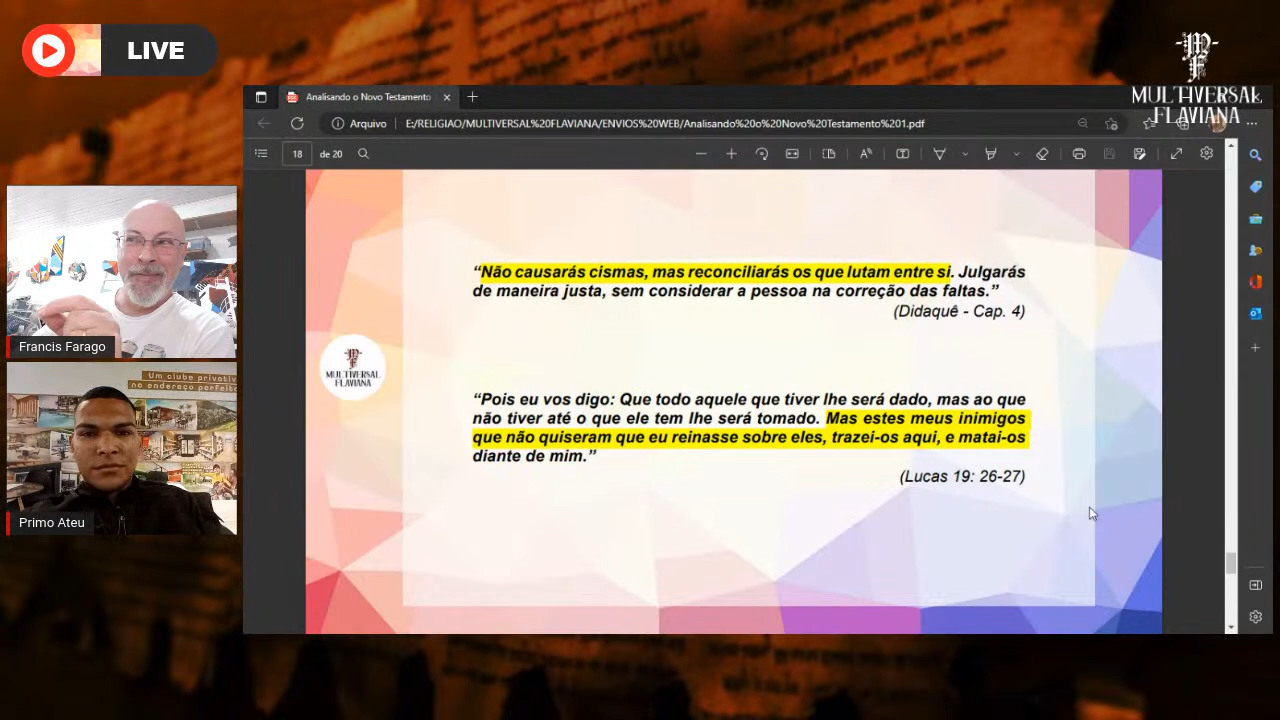 LIVE
MULTIVERSAL
FLAVIANA
Analisando o Novo Testamento
Arquivo
E:/RELIGIAO/MULTIVERSAL%20FLAVIANA/ENVIOS%20WEB/Analisando%20o%20Novo%20Testamento%201.pdf
18 de 20
“Não causarás cismas, mas reconciliarás os que lutam entre si. Julgarás
de maneira justa, sem considerar a pessoa na correção das faltas.”
(Didaquê - Cap. 4)
MULTIVERSAL
FLAVIANA
“Pois eu vos digo: Que todo aquele que tiver lhe será dado, mas ao que
não tiver até o que ele tem lhe será tomado. Mas estes meus inimigos
que não quiseram que eu reinasse sobre eles, trazei-os aqui, e matai-os
diante de mim.”
(Lucas 19: 26-27)
Francis Farago
Um clube privativ
no endereço perfeit
Primo Ateu